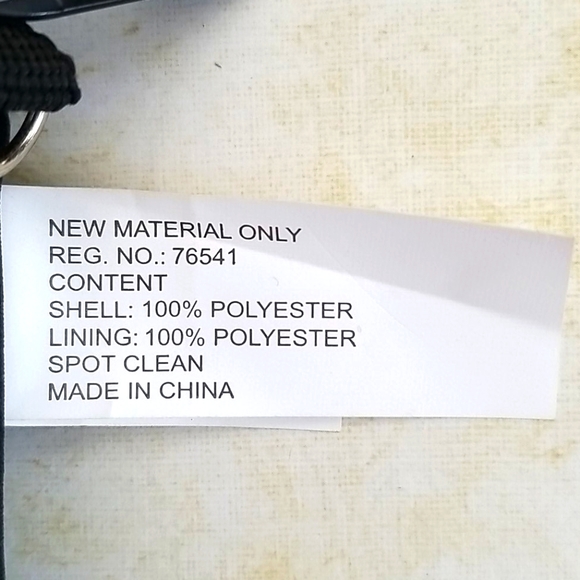 NEW MATERIAL ONLY
REG. NO.: 76541
CONTENT
SHELL: 100% POLYESTER
LINING: 100% POLYESTER
SPOT CLEAN
MADE IN CHINA